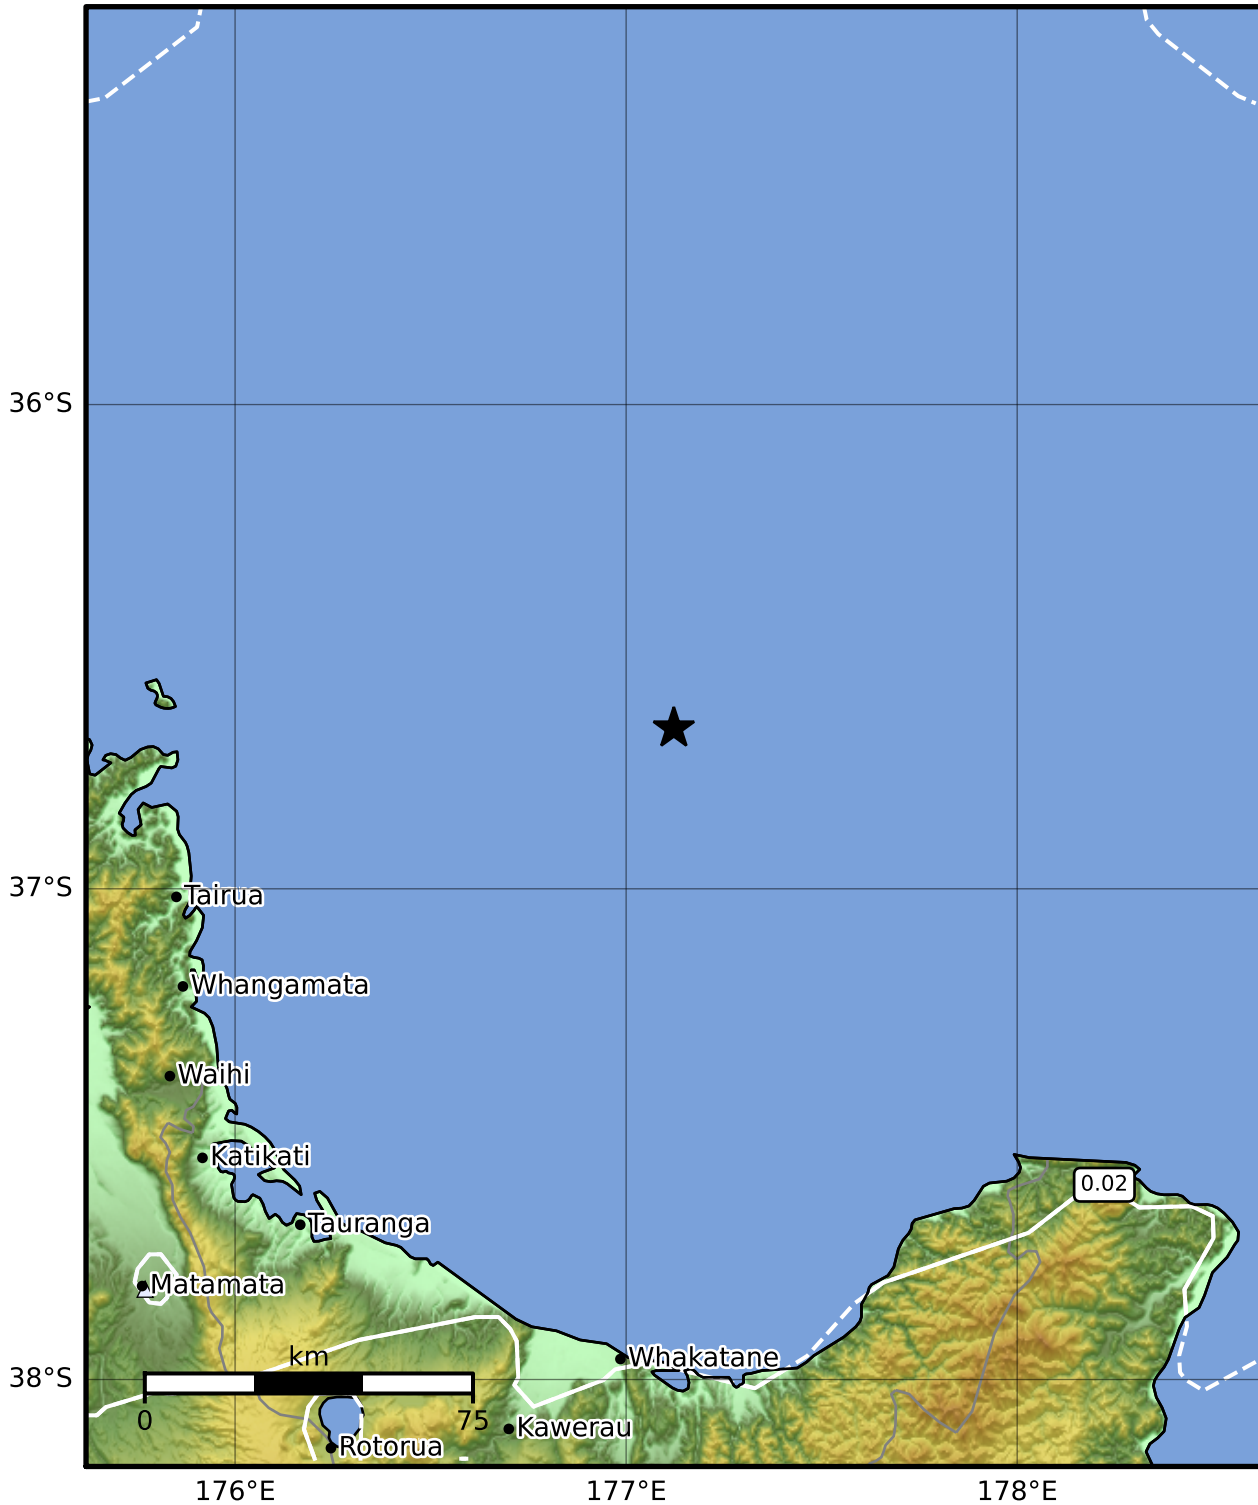 36°S
37°S
Tairua
Whangamata
Waihi
Katikati
0.02
Tauranga
Matamata
km
Whakatane
38°S
0
75
Kawerau
Rotorua
176°E
177°E
178°E